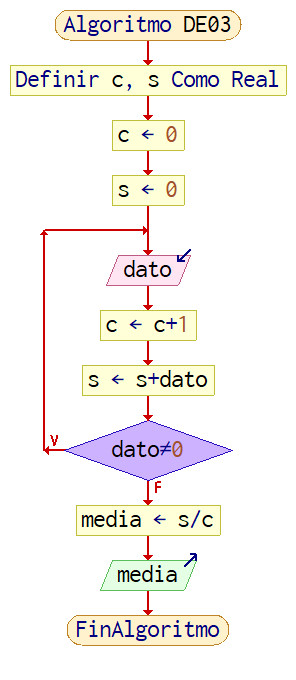 Algoritmo DE03
Definir c, s Como Real
c ← 0
s ← 0
dato
c ← c+1
s ← s+dato
dato≠0
V
F
media ← s/c
media
FinAlgoritmo